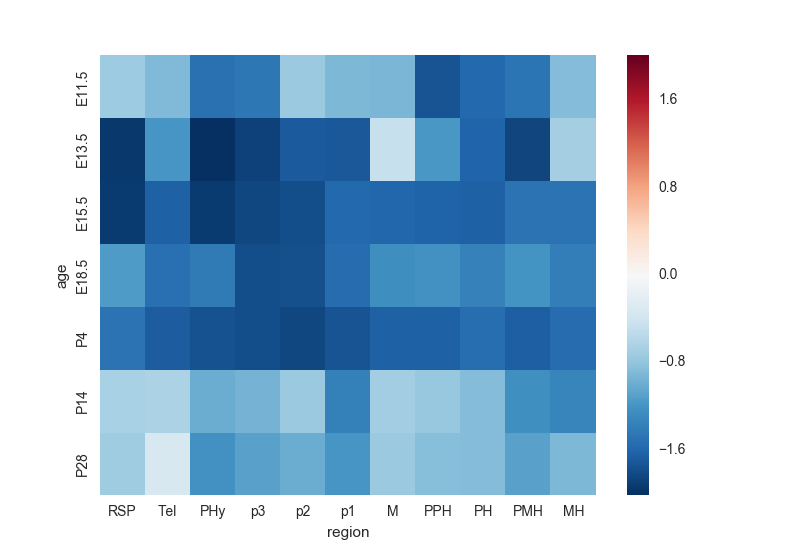 E11.5
E13.5
E15.5
E18.5
P4
P14
P28
age
RSP Tel PHy p3 p2 p1 M PPH PH PMH MH
region
1.6
0.8
0.0
−0.8
−1.6